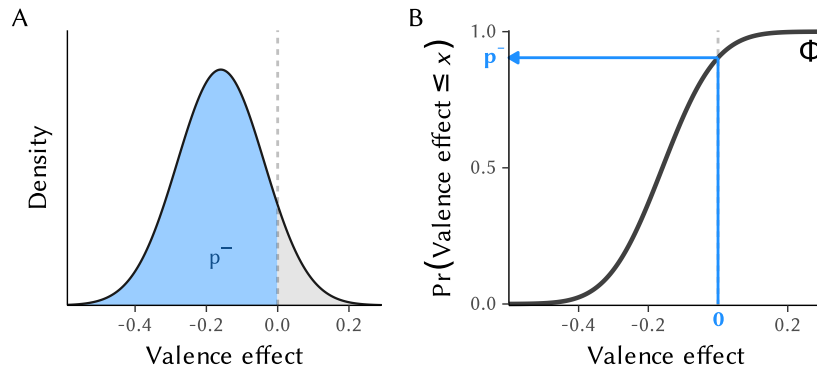 A
Density
p−
-0.4 -0.2 0.0 0.2
Valence effect
B
Pr(Valence effect ≤ x)
1.0
p−
0.5
0.0
Φ
-0.4 -0.2 0 0.2
Valence effect